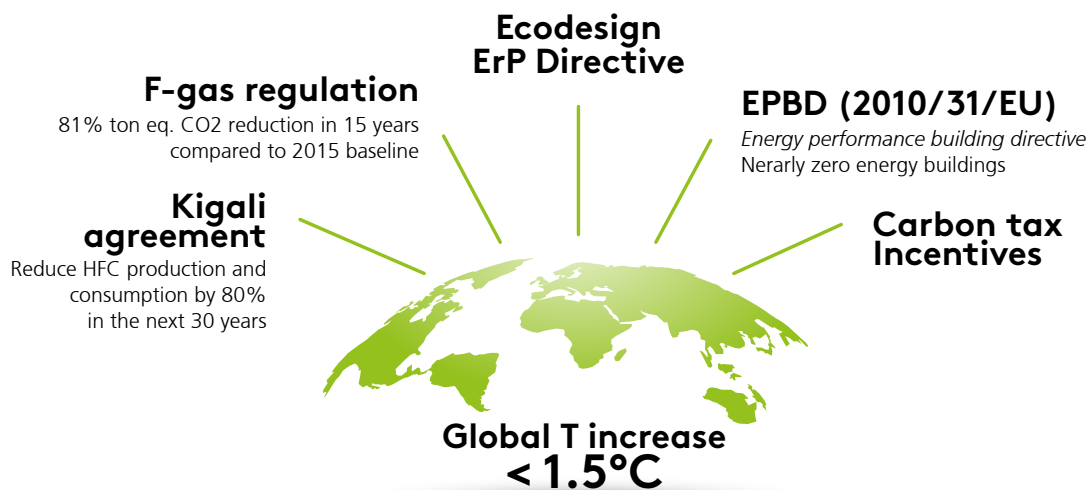 Ecodesign
ErP Directive
F-gas regulation
81% ton eq. CO2 reduction in 15 years
compared to 2015 baseline
EPBD (2010/31/EU)
Energy performance building directive
Nerarly zero energy buildings
Kigali
agreement
Reduce HFC production and
consumption by 80%
in the next 30 years
Carbon tax
Incentives
Global T increase
< 1.5°C